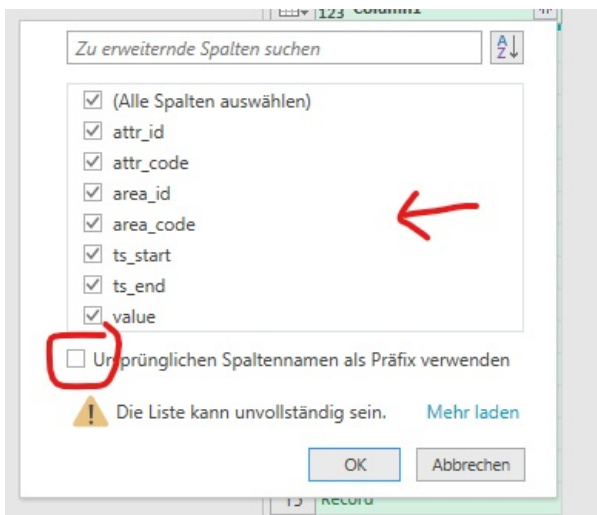 123 Column1
Zu erweiternde Spalten suchen
A
Z
(Alle Spalten auswählen)
attr_id
attr_code
area_id
area_code
ts_start
ts_end
value
Ursprünglichen Spaltennamen als Präfix verwenden
Die Liste kann unvollständig sein. Mehr laden
OK Abbrechen
15 Record